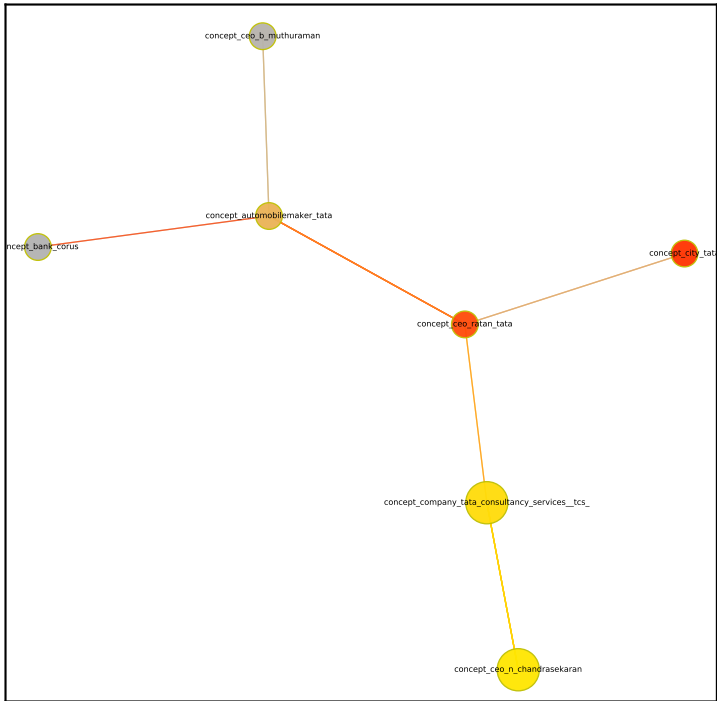 concept_ceo_b_muthuraman
concept_automobilemaker_tata
ncept_bank_corus
concept_city_tata
concept_ceo_ratan_tata
concept_company_tata_consultancy_services__tcs_
concept_ceo_n_chandrasekaran